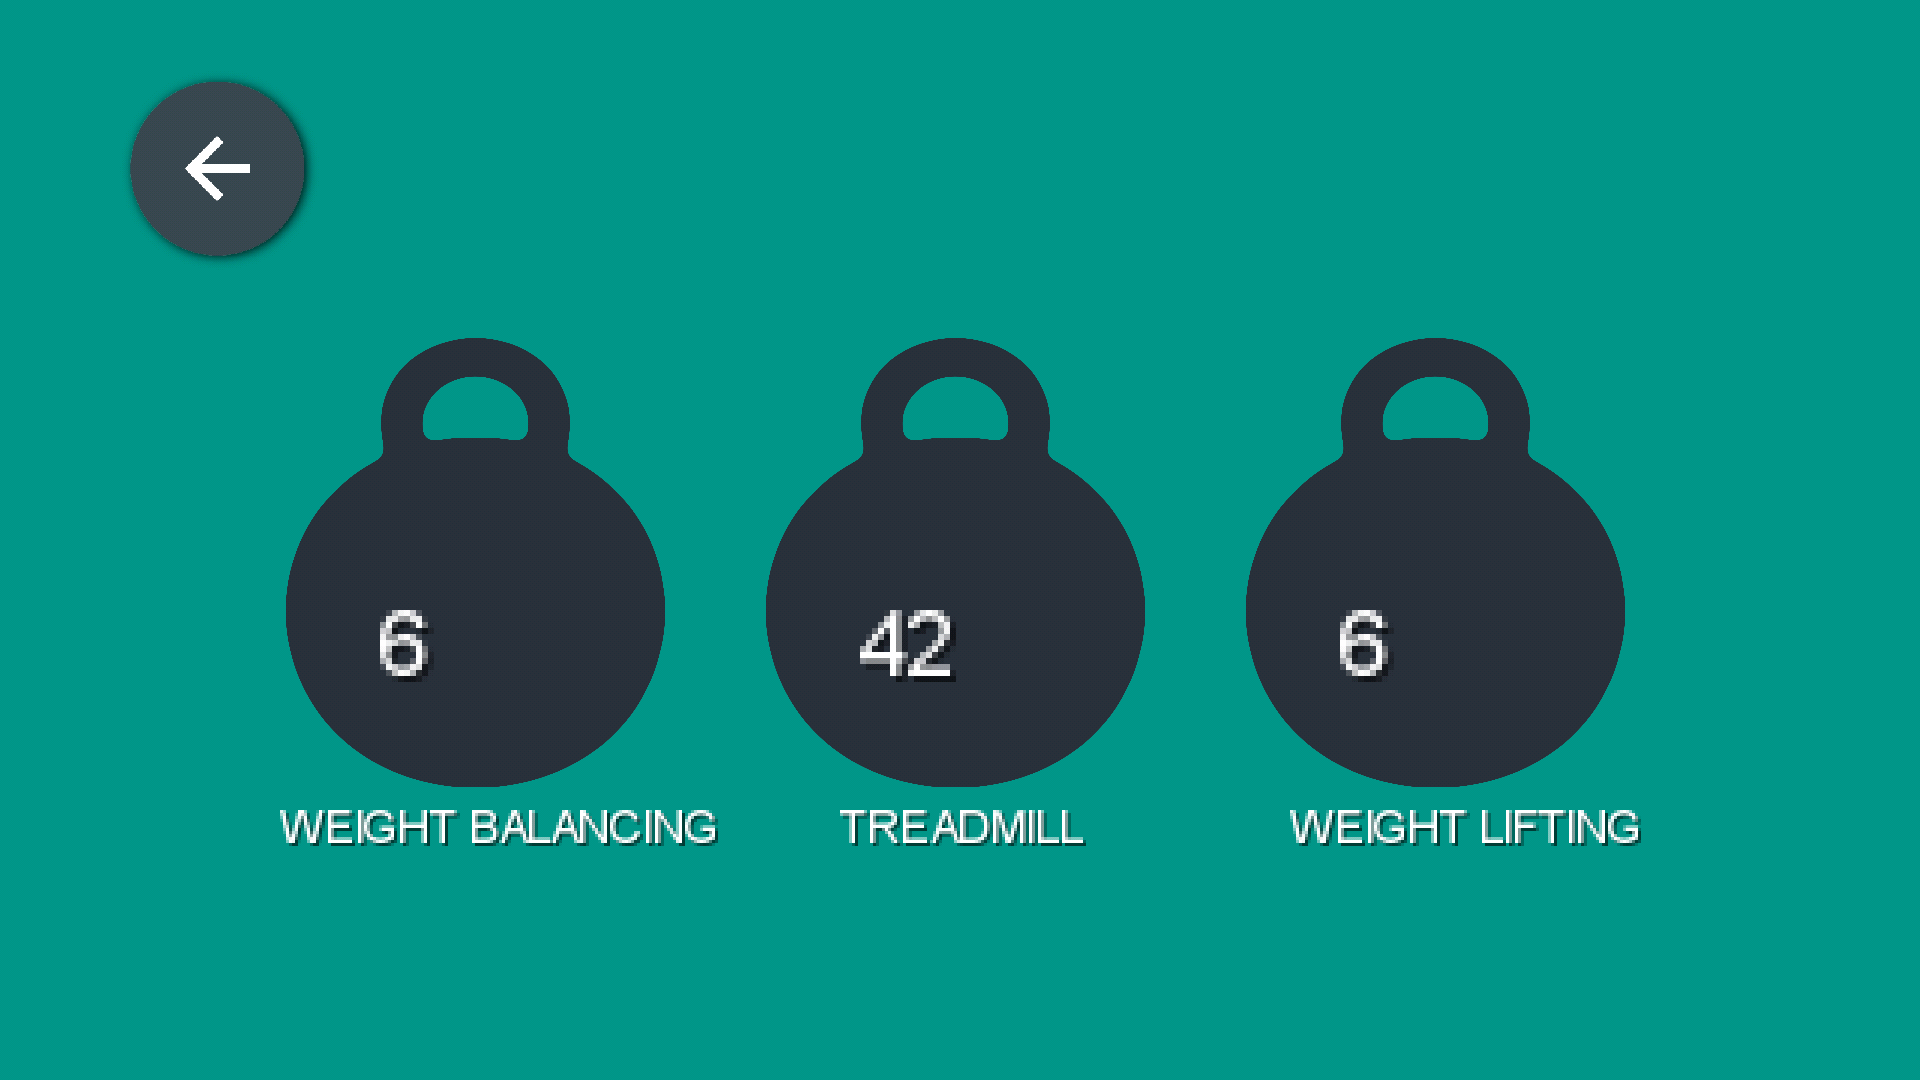 6
42
6
WEIGHT BALANCING
TREADMILL
WEIGHT LIFTING